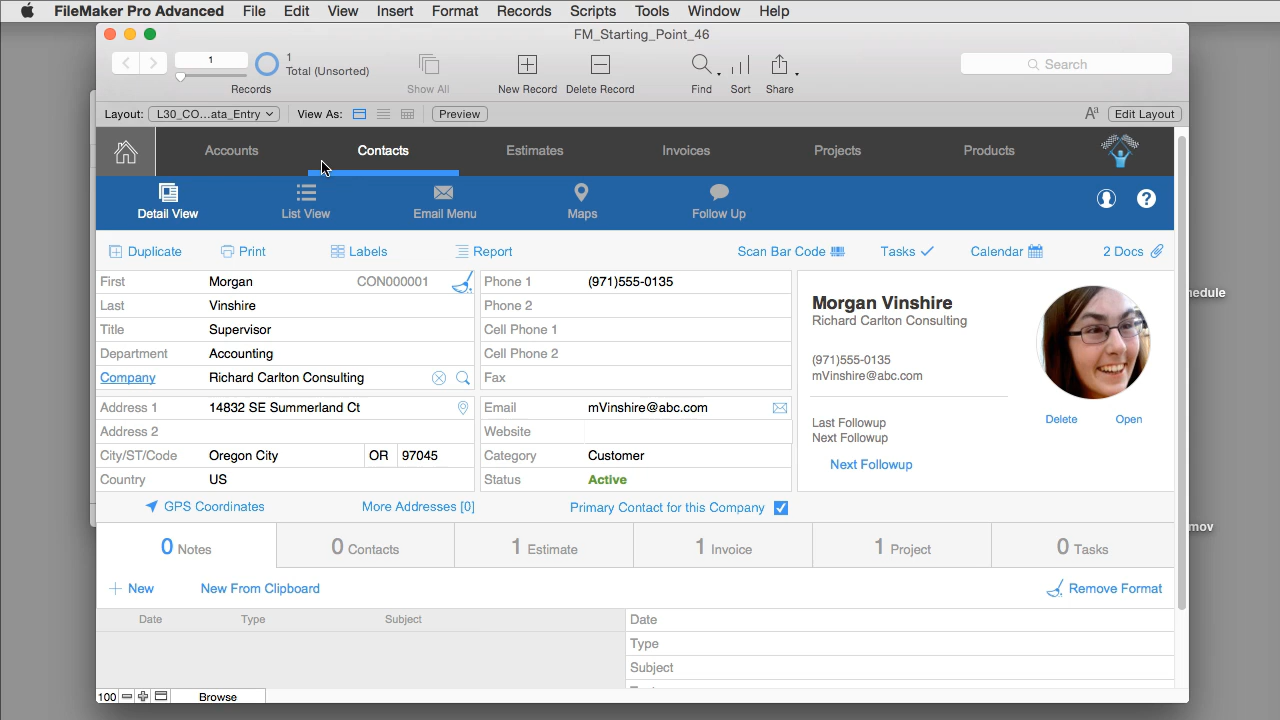 FileMaker Pro Advanced File Edit View Insert Format Records Scripts Tools Window Help
FM_Starting_Point_46
1
1
Total (Unsorted)
Records
Show All
New Record
Delete Record
Find
Sort
Share
Search
Layout: L30_CO...ata_Entry
View As:
Preview
Aa
Edit Layout
Accounts Contacts Estimates Invoices Projects Products
Detail View List View Email Menu Maps Follow Up
?
Duplicate Print Labels Report Scan Bar Code Tasks Calendar 2 Docs
First Morgan CON000001
Last Vinshire
Title Supervisor
Department Accounting
Company Richard Carlton Consulting
Address 1 14832 SE Summerland Ct
Address 2
City/ST/Code Oregon City OR 97045
Country US
Phone 1 (971)555-0135
Phone 2
Cell Phone 1
Cell Phone 2
Fax
Email mVinshire@abc.com
Website
Category Customer
Status Active
Morgan Vinshire
Richard Carlton Consulting
(971)555-0135
mVinshire@abc.com
Last Followup
Next Followup
Next Followup
Delete Open
hedule
GPS Coordinates More Addresses [0] Primary Contact for this Company
mov
0 Notes 0 Contacts 1 Estimate 1 Invoice 1 Project 0 Tasks
New New From Clipboard Remove Format
Date Type Subject
Date
Type
Subject
100 Browse